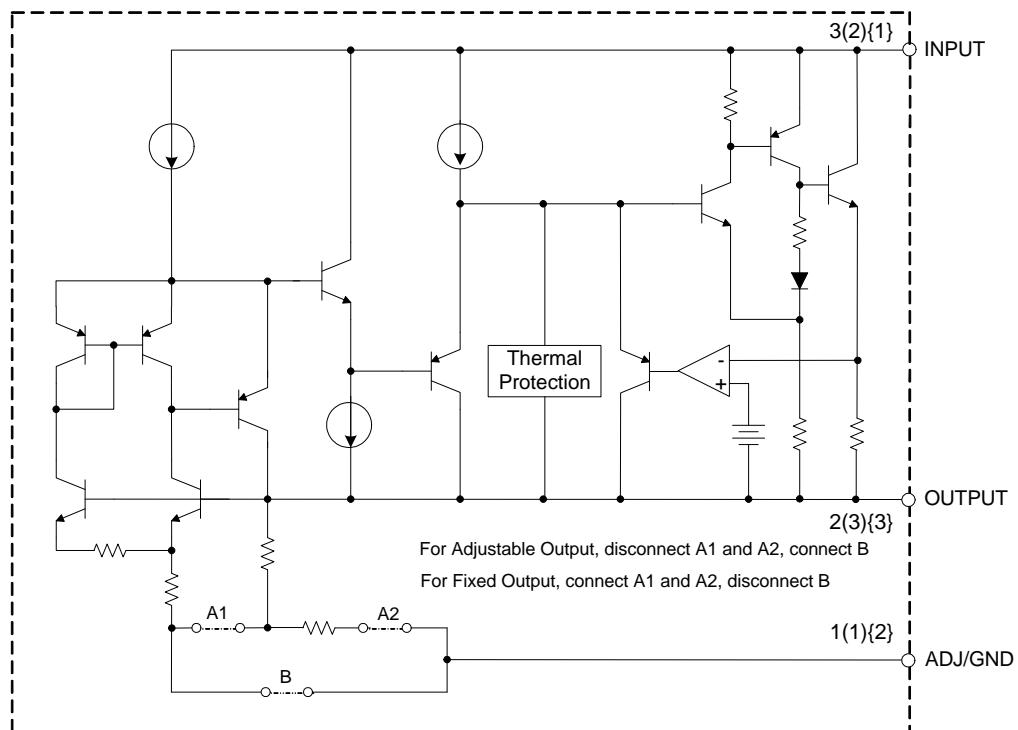 3(2){1}
INPUT
Thermal
Protection
-
+
OUTPUT
2(3){3}
For Adjustable Output, disconnect A1 and A2, connect B
For Fixed Output, connect A1 and A2, disconnect B
A1
A2
1(1){2}
ADJ/GND
B